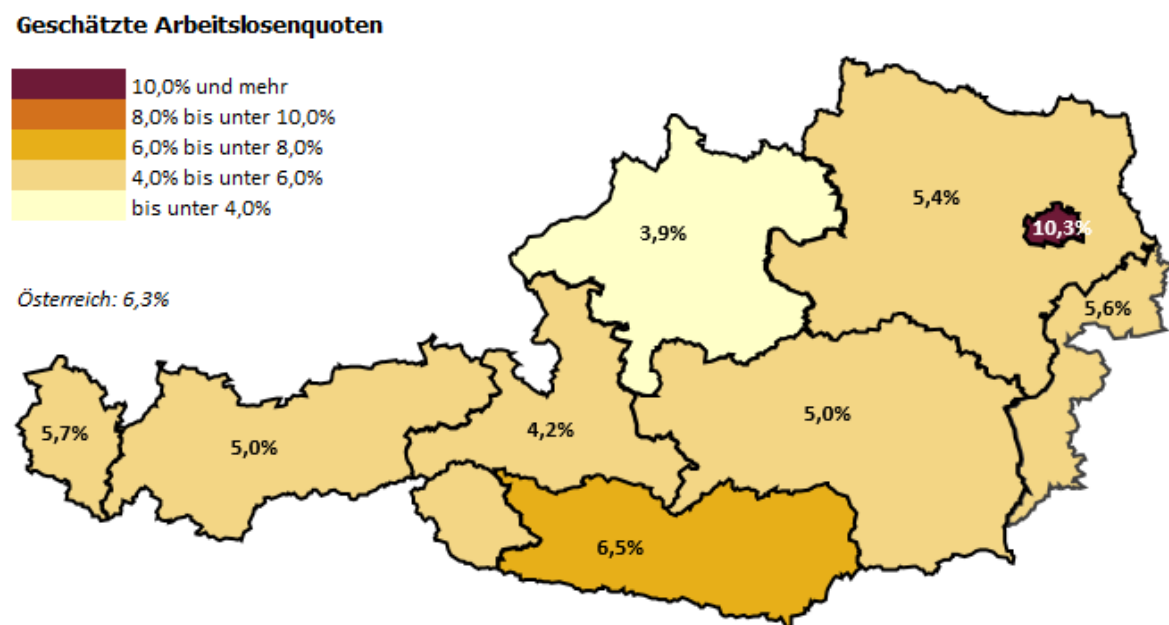 Geschätzte Arbeitslosenquoten
10,0% und mehr
8,0% bis unter 10,0%
6,0% bis unter 8,0%
4,0% bis unter 6,0%
bis unter 4,0%
5,4%
10,3%
3,9%
Österreich: 6,3%
5,6%
5,7%
5,0%
4,2%
5,0%
6,5%